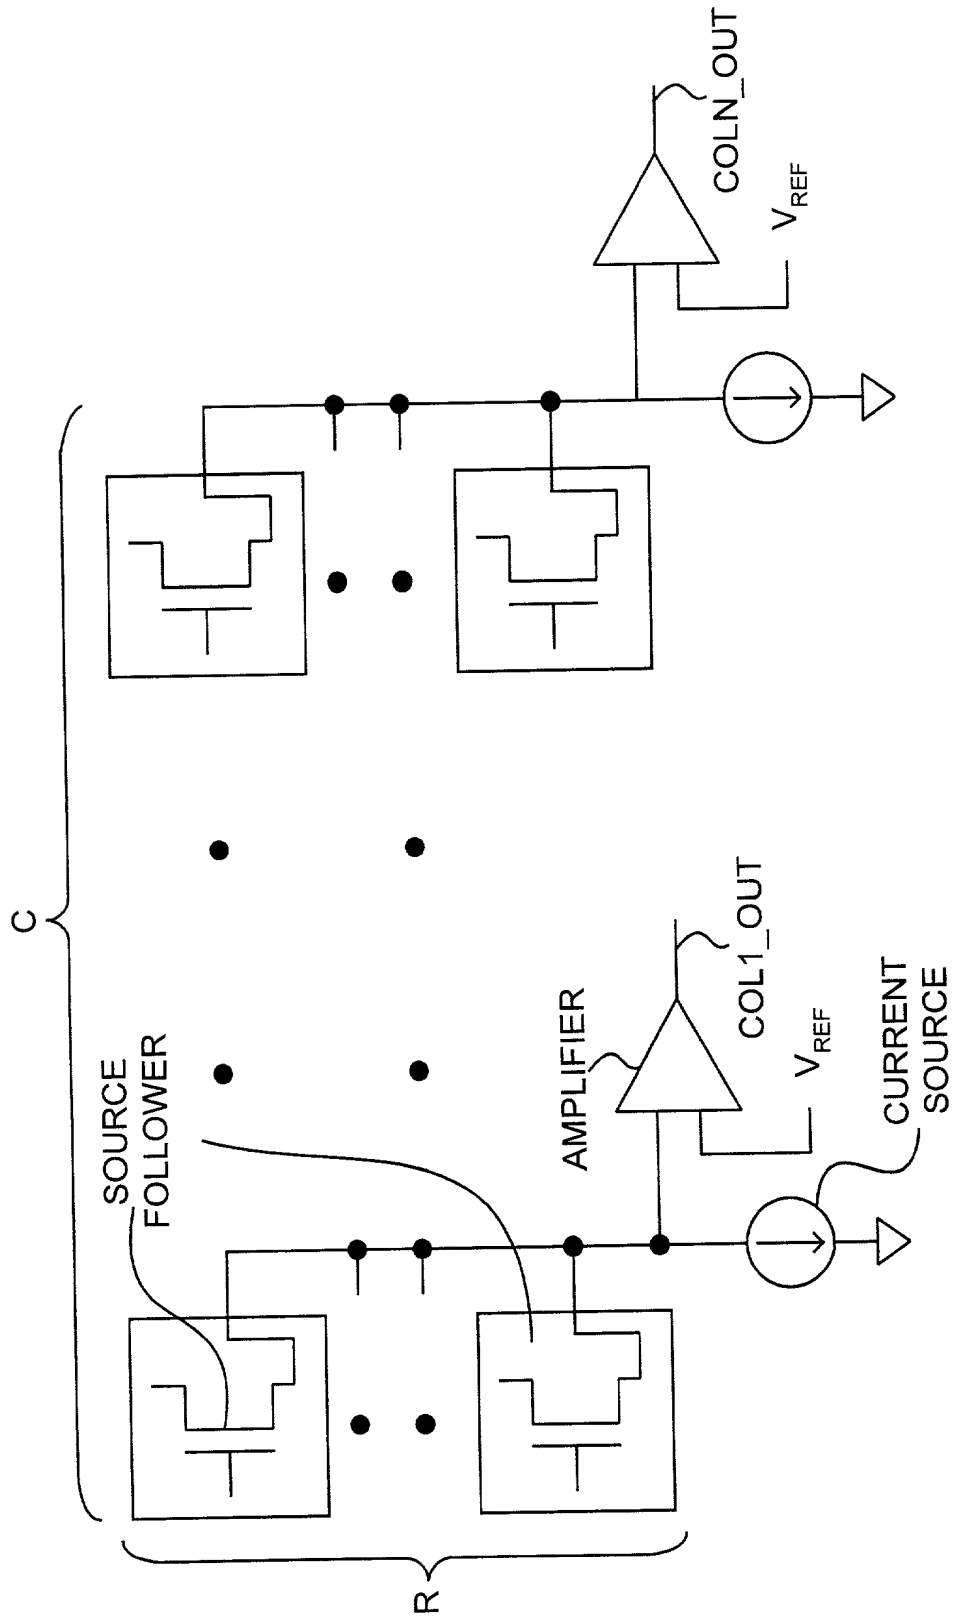 C
SOURCE
FOLLOWER
R
AMPLIFIER
COL1_OUT
VREF
CURRENT
SOURCE
COLN_OUT
VREF